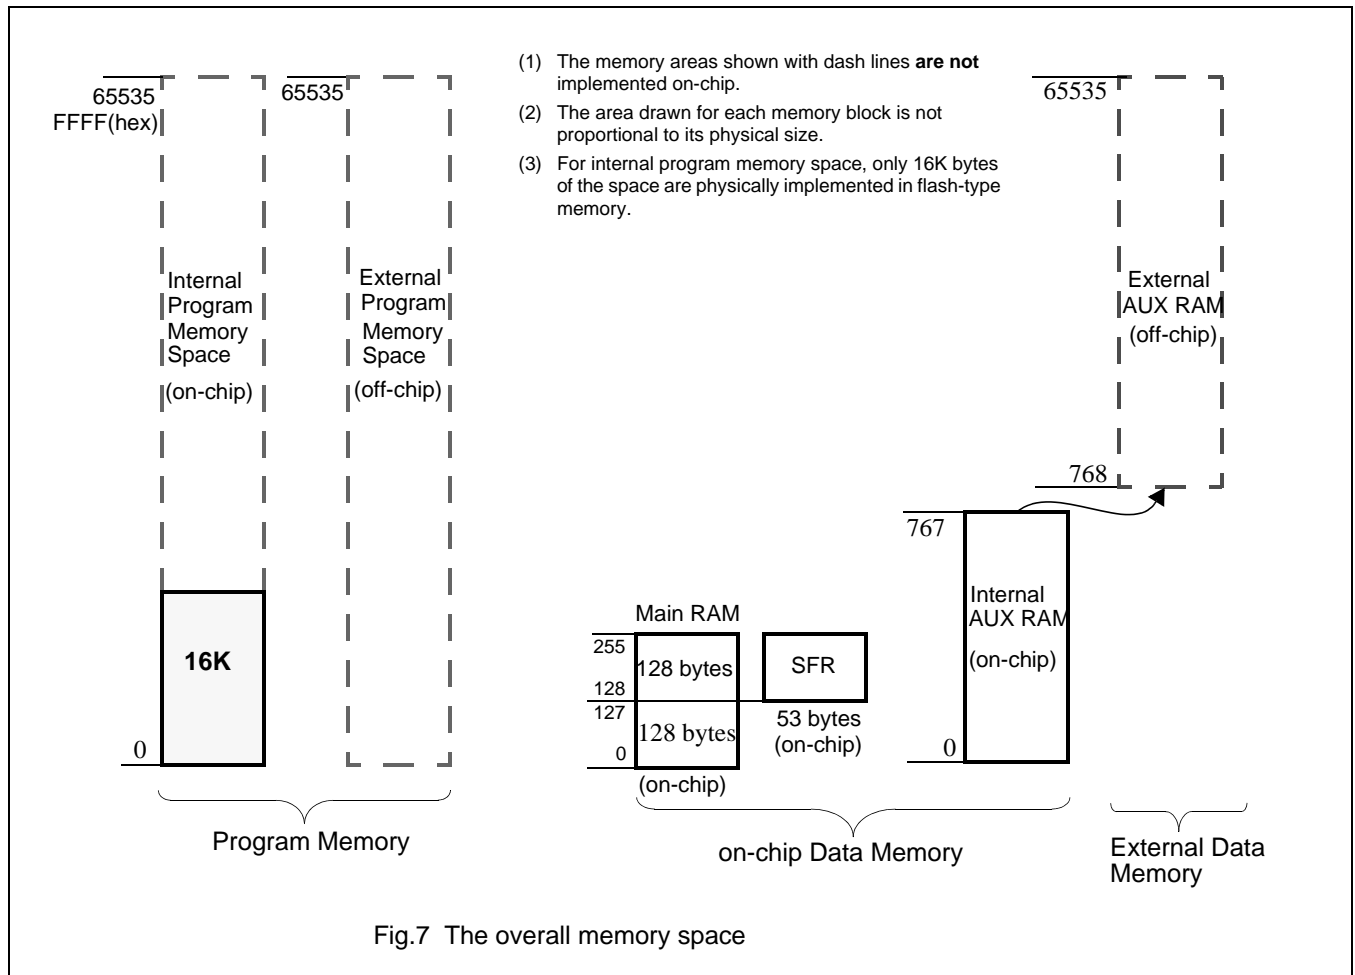 (1) The memory areas shown with dash lines are not
implemented on-chip.
(2) The area drawn for each memory block is not
proportional to its physical size.
(3) For internal program memory space, only 16K bytes
of the space are physically implemented in flash-type
memory.
65535
FFFF(hex)
65535
65535
Internal
Program
Memory
Space
(on-chip)
External
Program
Memory
Space
(off-chip)
External
AUX RAM
(off-chip)
768
767
16K
0
Main RAM
255
128 bytes
128
127
128 bytes
0
(on-chip)
SFR
53 bytes
(on-chip)
Internal
AUX RAM
(on-chip)
0
Program Memory
on-chip Data Memory
External Data
Memory
Fig.7 The overall memory space